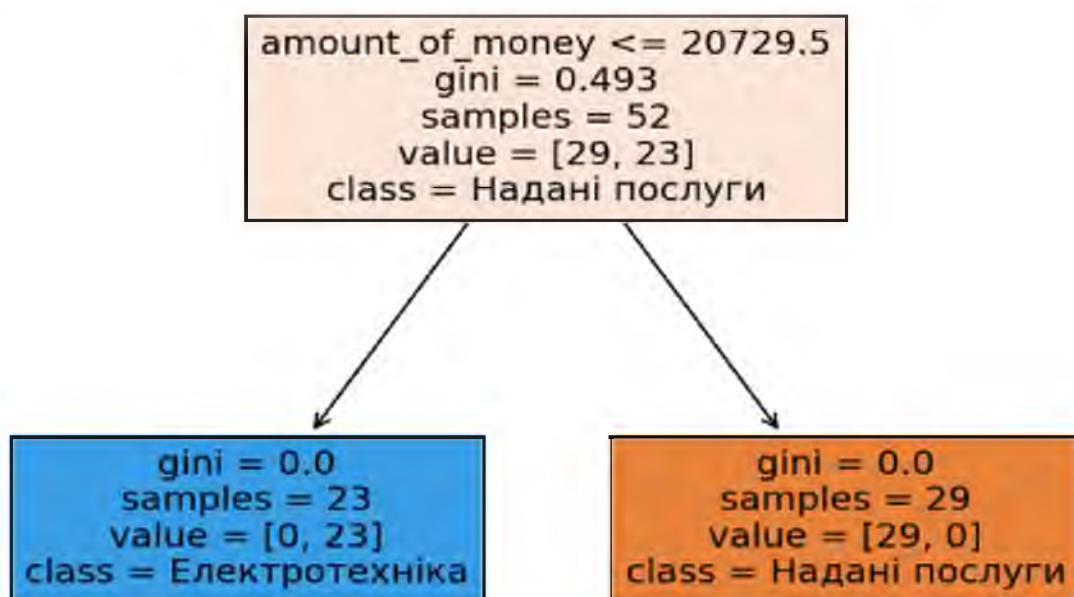 amount_of_money <= 20729.5
gini = 0.493
samples = 52
value = [29, 23]
class = Надані послуги
gini = 0.0
samples = 23
value = [0, 23]
class = Електротехніка
gini = 0.0
samples = 29
value = [29, 0]
class = Надані послуги